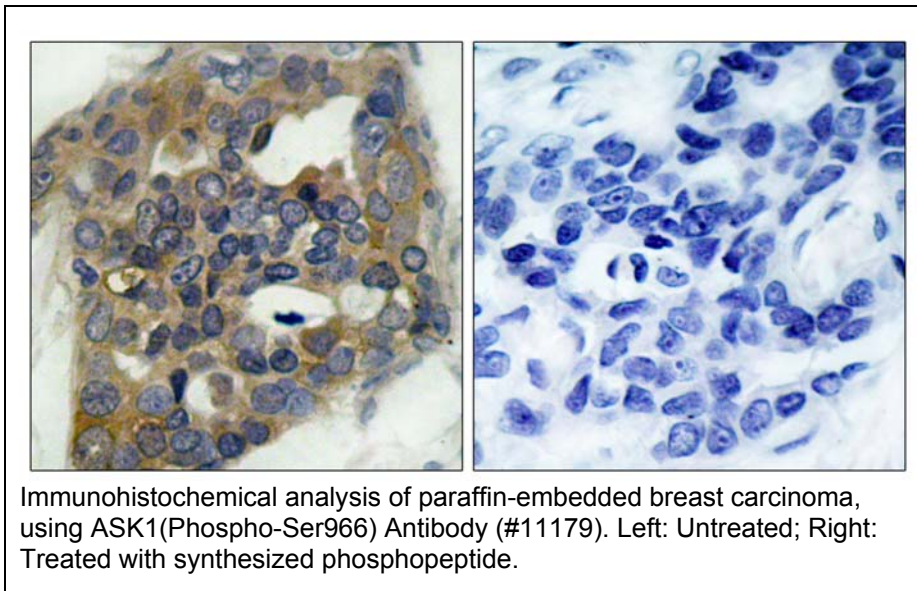 Immunohistochemical analysis of paraffin-embedded breast carcinoma,
using ASK1(Phospho-Ser966) Antibody (#11179). Left: Untreated; Right:
Treated with synthesized phosphopeptide.